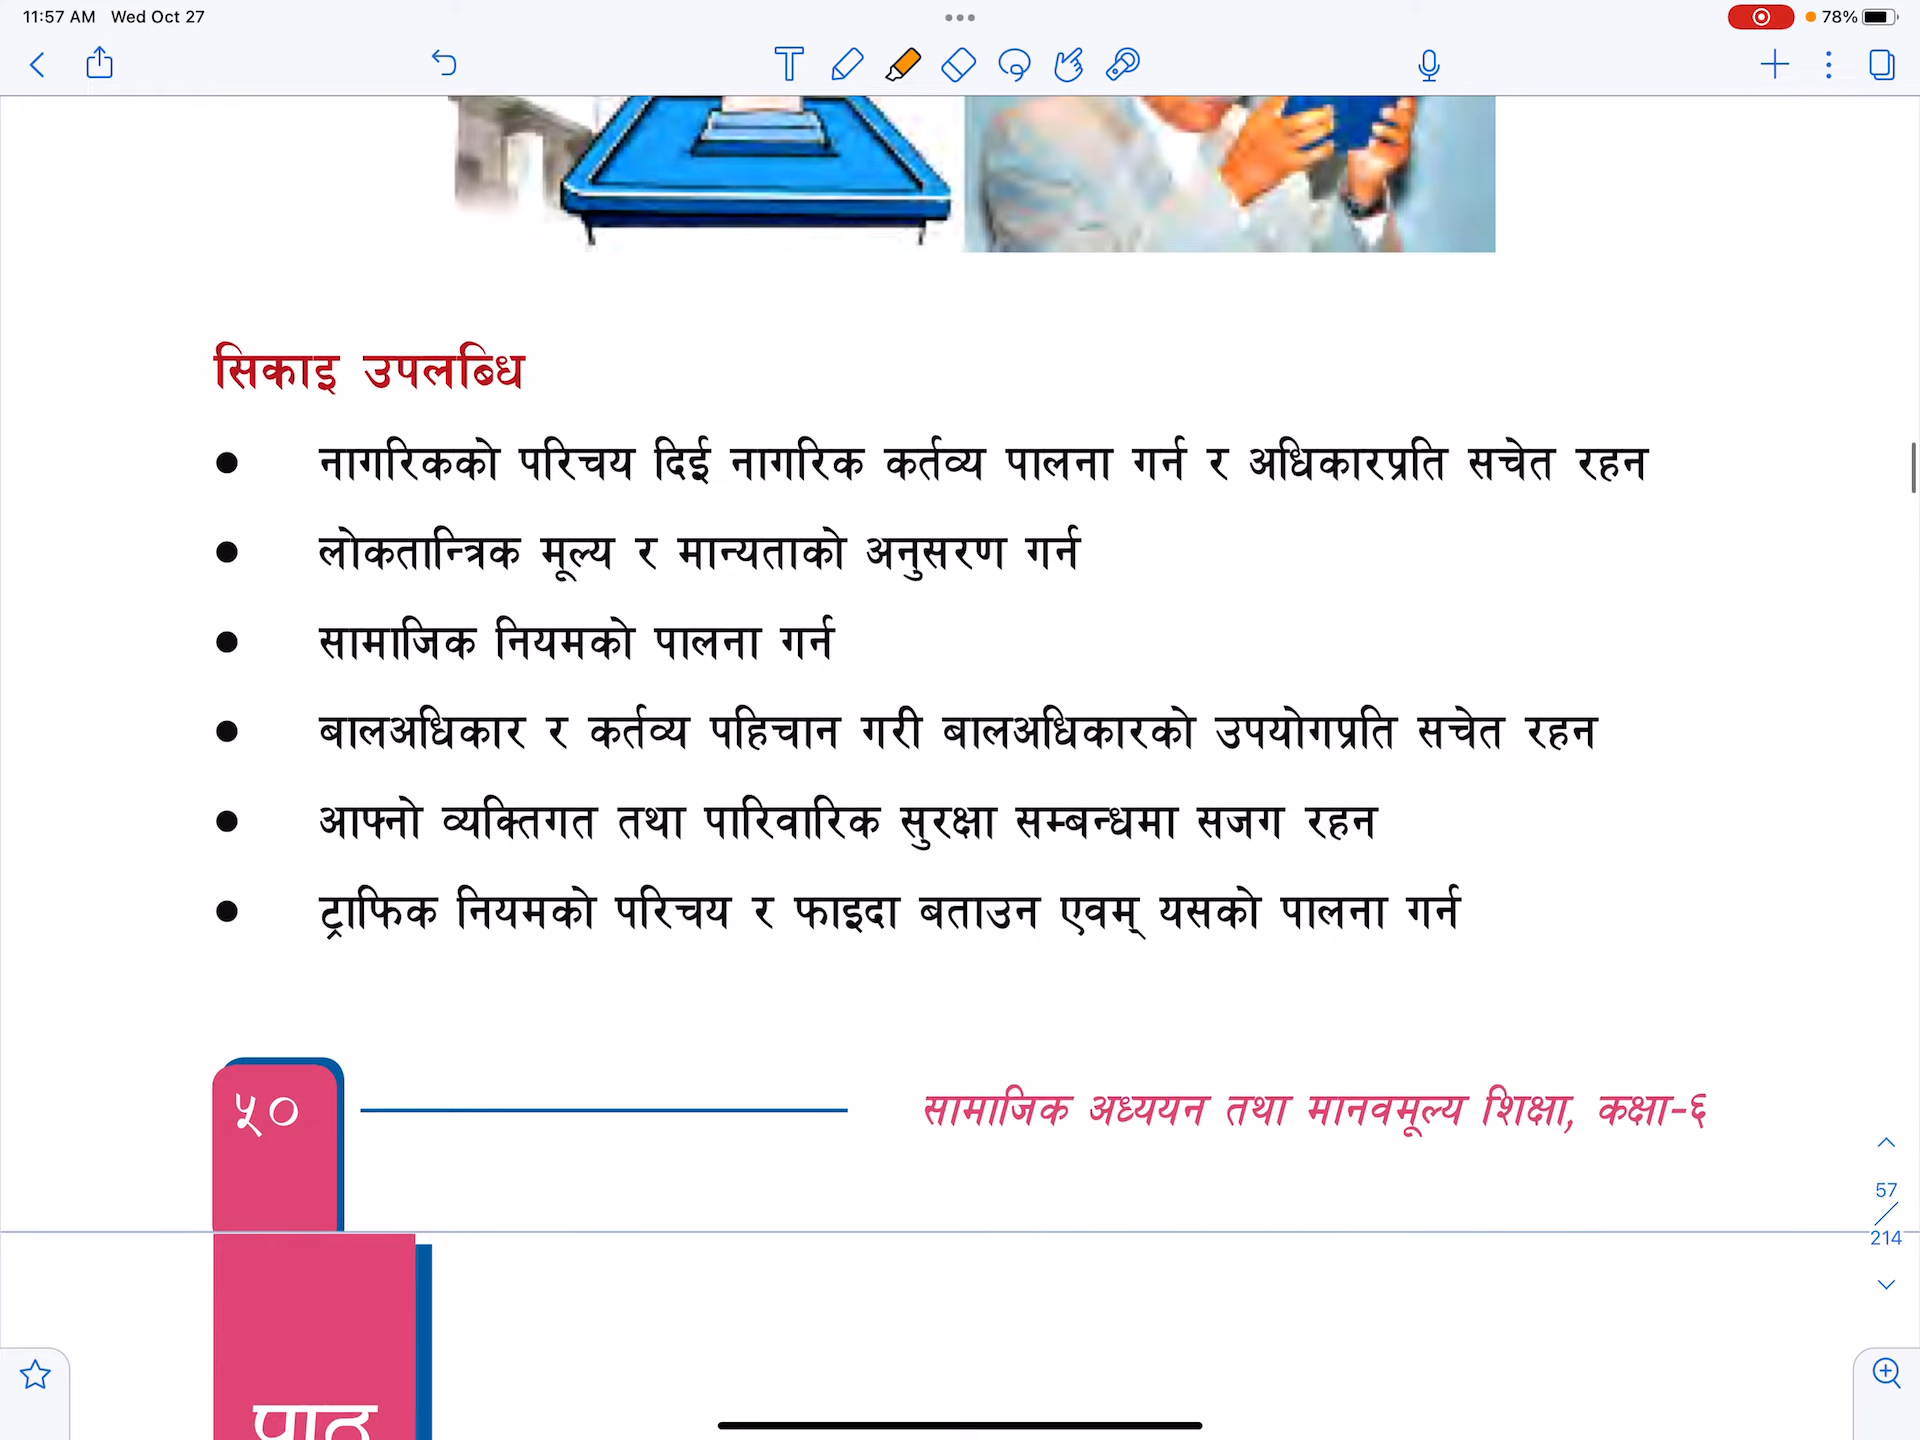 11:57 AM Wed Oct 27
78%
सिकाइ उपलब्धि
● नागरिकको परिचय दिई नागरिक कर्तव्य पालना गर्न र अधिकारप्रति सचेत रहन
● लोकतान्त्रिक मूल्य र मान्यताको अनुसरण गर्न
● सामाजिक नियमको पालना गर्न
● बालअधिकार र कर्तव्य पहिचान गरी बालअधिकारको उपयोगप्रति सचेत रहन
● आफ्नो व्यक्तिगत तथा पारिवारिक सुरक्षा सम्बन्धमा सजग रहन
● ट्राफिक नियमको परिचय र फाइदा बताउन एवम् यसको पालना गर्न
५०
सामाजिक अध्ययन तथा मानवमूल्य शिक्षा, कक्षा-६
57
/
214
पाठ